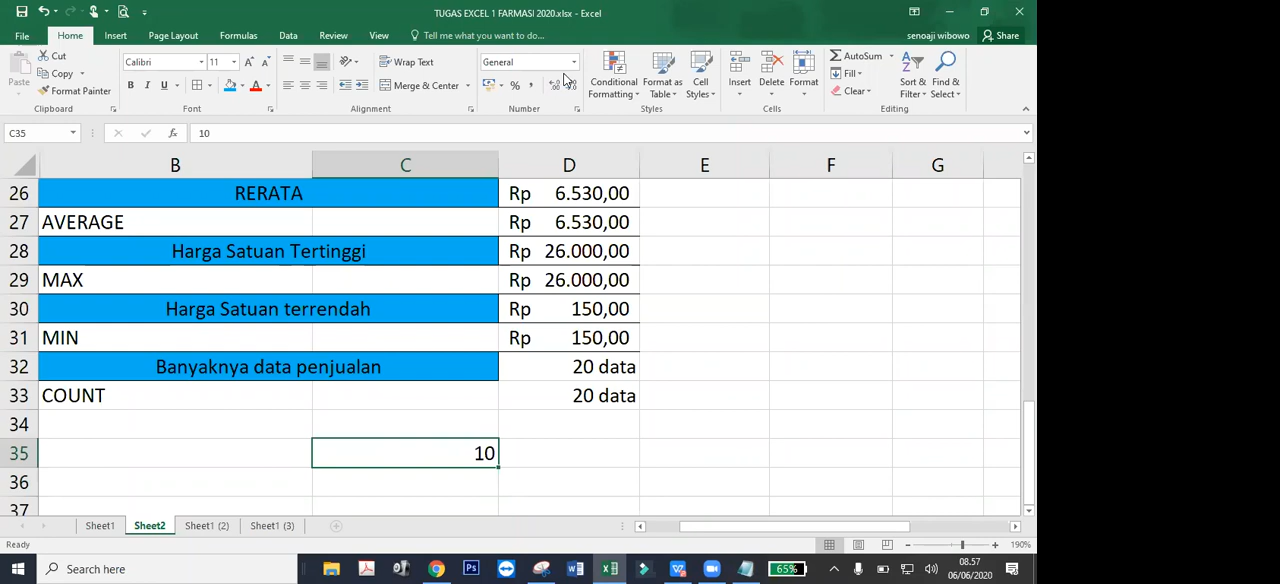 TUGAS EXCEL 1 FARMASI 2020.xlsx - Excel
File Home Insert Page Layout Formulas Data Review View Tell me what you want to do... senoaji wibowo Share
Paste Cut Copy Format Painter Clipboard
Calibri 11 B I U A Font
Wrap Text Merge & Center Alignment
General % , Number
Conditional Formatting Format as Table Cell Styles Styles
Insert Delete Format Cells
AutoSum Fill Clear Sort & Filter Find & Select Editing
C35 fx 10
B C D E F G
26 RERATA Rp 6.530,00
27 AVERAGE Rp 6.530,00
28 Harga Satuan Tertinggi Rp 26.000,00
29 MAX Rp 26.000,00
30 Harga Satuan terrendah Rp 150,00
31 MIN Rp 150,00
32 Banyaknya data penjualan 20 data
33 COUNT 20 data
34
35 10
36
37
Sheet1 Sheet2 Sheet1 (2) Sheet1 (3)
Ready 190%
Search here 65% 08.57
06/06/2020